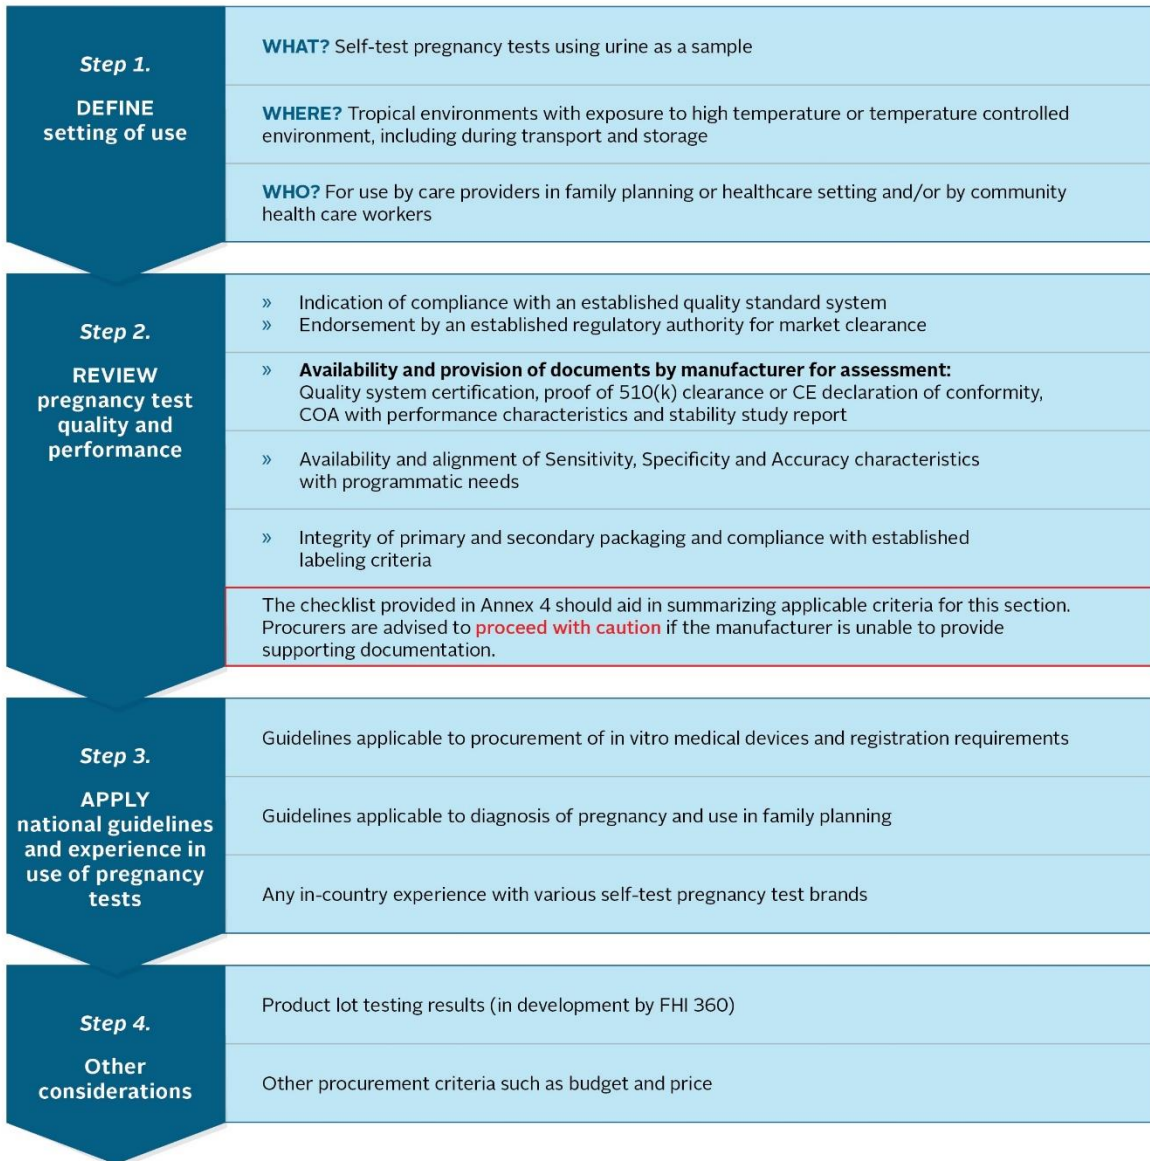 Step 1.
DEFINE
setting of use
WHAT? Self-test pregnancy tests using urine as a sample
WHERE? Tropical environments with exposure to high temperature or temperature controlled
environment, including during transport and storage
WHO? For use by care providers in family planning or healthcare setting and/or by community
health care workers
Step 2.
REVIEW
pregnancy test
quality and
performance
» Indication of compliance with an established quality standard system
» Endorsement by an established regulatory authority for market clearance
» Availability and provision of documents by manufacturer for assessment:
Quality system certification, proof of 510(k) clearance or CE declaration of conformity,
COA with performance characteristics and stability study report
» Availability and alignment of Sensitivity, Specificity and Accuracy characteristics
with programmatic needs
» Integrity of primary and secondary packaging and compliance with established
labeling criteria
The checklist provided in Annex 4 should aid in summarizing applicable criteria for this section.
Procurers are advised to proceed with caution if the manufacturer is unable to provide
supporting documentation.
Step 3.
APPLY
national guidelines
and experience in
use of pregnancy
tests
Guidelines applicable to procurement of in vitro medical devices and registration requirements
Guidelines applicable to diagnosis of pregnancy and use in family planning
Any in-country experience with various self-test pregnancy test brands
Step 4.
Other
considerations
Product lot testing results (in development by FHI 360)
Other procurement criteria such as budget and price